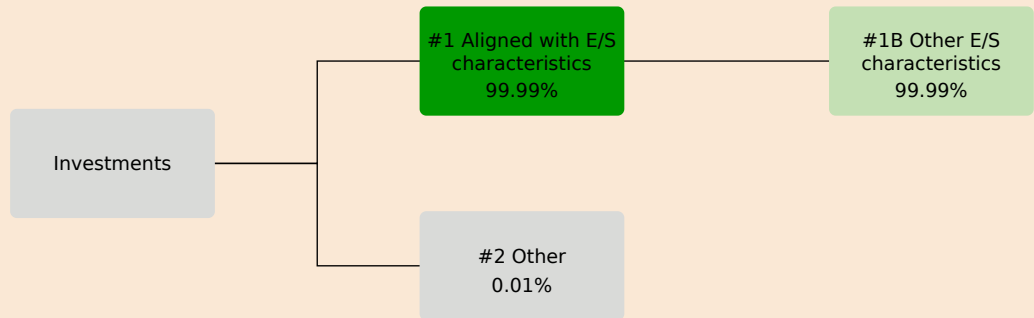 #1 Aligned with E/S
characteristics
99.99%
#1B Other E/S
characteristics
99.99%
Investments
#2 Other
0.01%